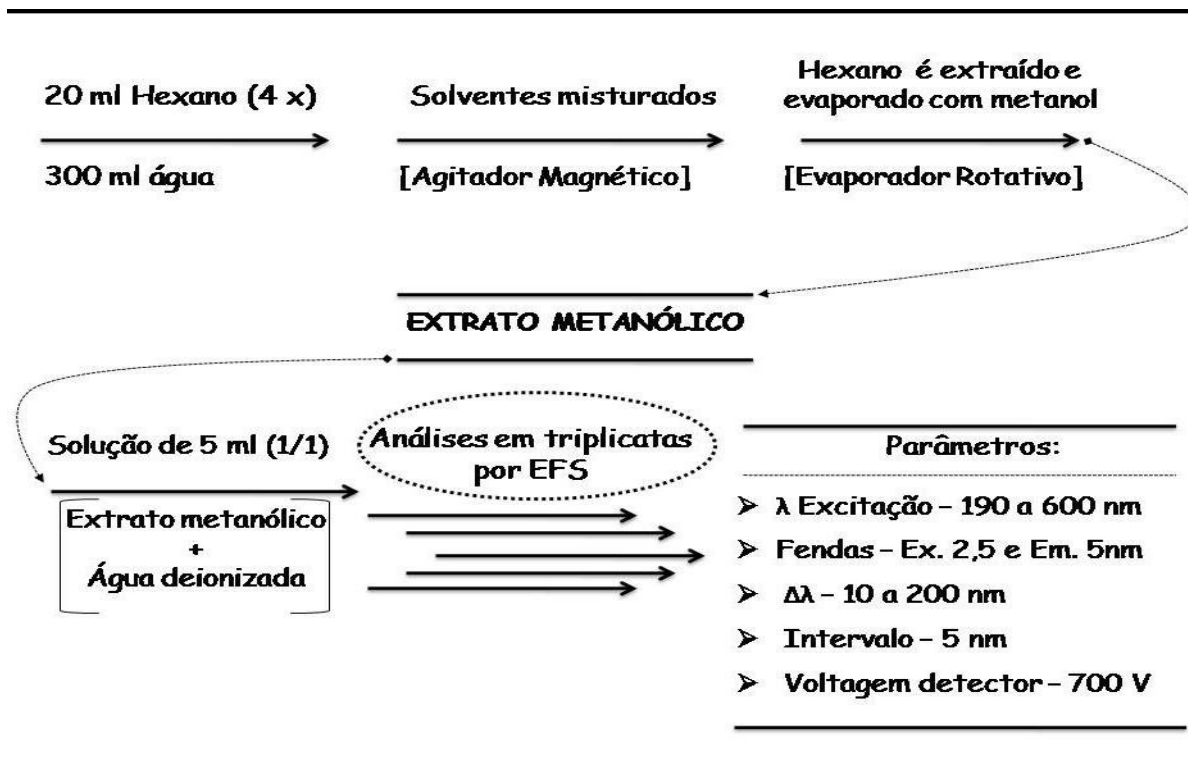 20 ml Hexano (4 x)
300 ml água
Solventes misturados
[Agitador Magnético]
Hexano é extraído e
evaporado com metanol
[Evaporador Rotativo]
EXTRATO METANÓLICO
Solução de 5 ml (1/1)
Extrato metanólico
+
Água deionizada
Análises em triplicatas
por EFS
Parâmetros:
➢ λ Excitação – 190 a 600 nm
➢ Fendas – Ex. 2,5 e Em. 5nm
➢ Δλ – 10 a 200 nm
➢ Intervalo – 5 nm
➢ Voltagem detector – 700 V